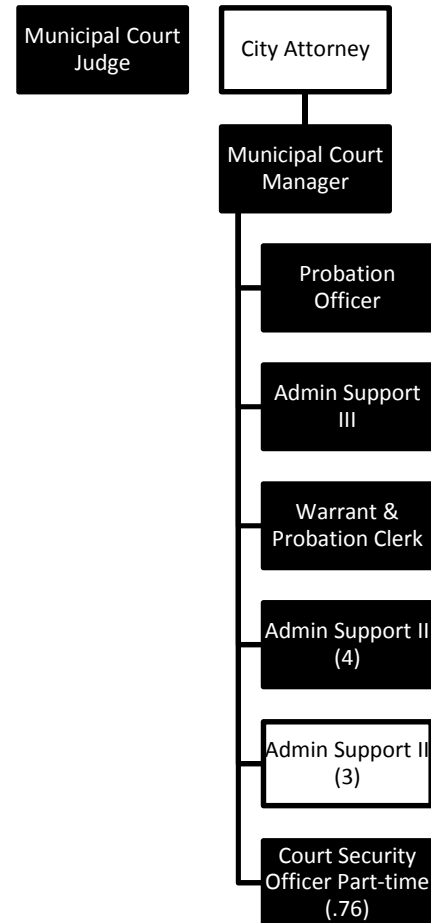 Municipal Court
Judge
City Attorney
Municipal Court
Manager
Probation
Officer
Admin Support
III
Warrant &
Probation Clerk
Admin Support II
(4)
Admin Support II
(3)
Court Security
Officer Part-time
(.76)